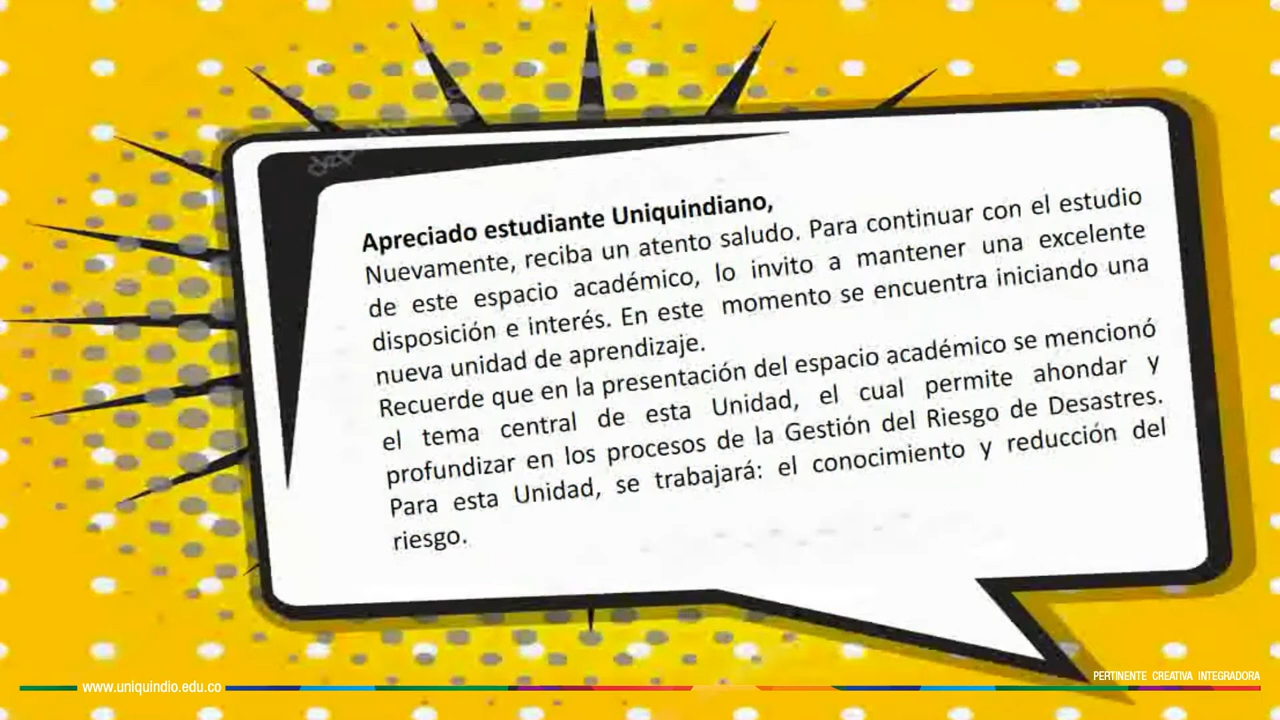 Apreciado estudiante Uniquindiano,
Nuevamente, reciba un atento saludo. Para continuar con el estudio
de este espacio académico, lo invito a mantener una excelente
disposición e interés. En este momento se encuentra iniciando una
nueva unidad de aprendizaje.
Recuerde que en la presentación del espacio académico se mencionó
el tema central de esta Unidad, el cual permite ahondar y
profundizar en los procesos de la Gestión del Riesgo de Desastres.
Para esta Unidad, se trabajará: el conocimiento y reducción del
riesgo.
www.uniquindio.edu.co
PERTINENTE CREATIVA INTEGRADORA